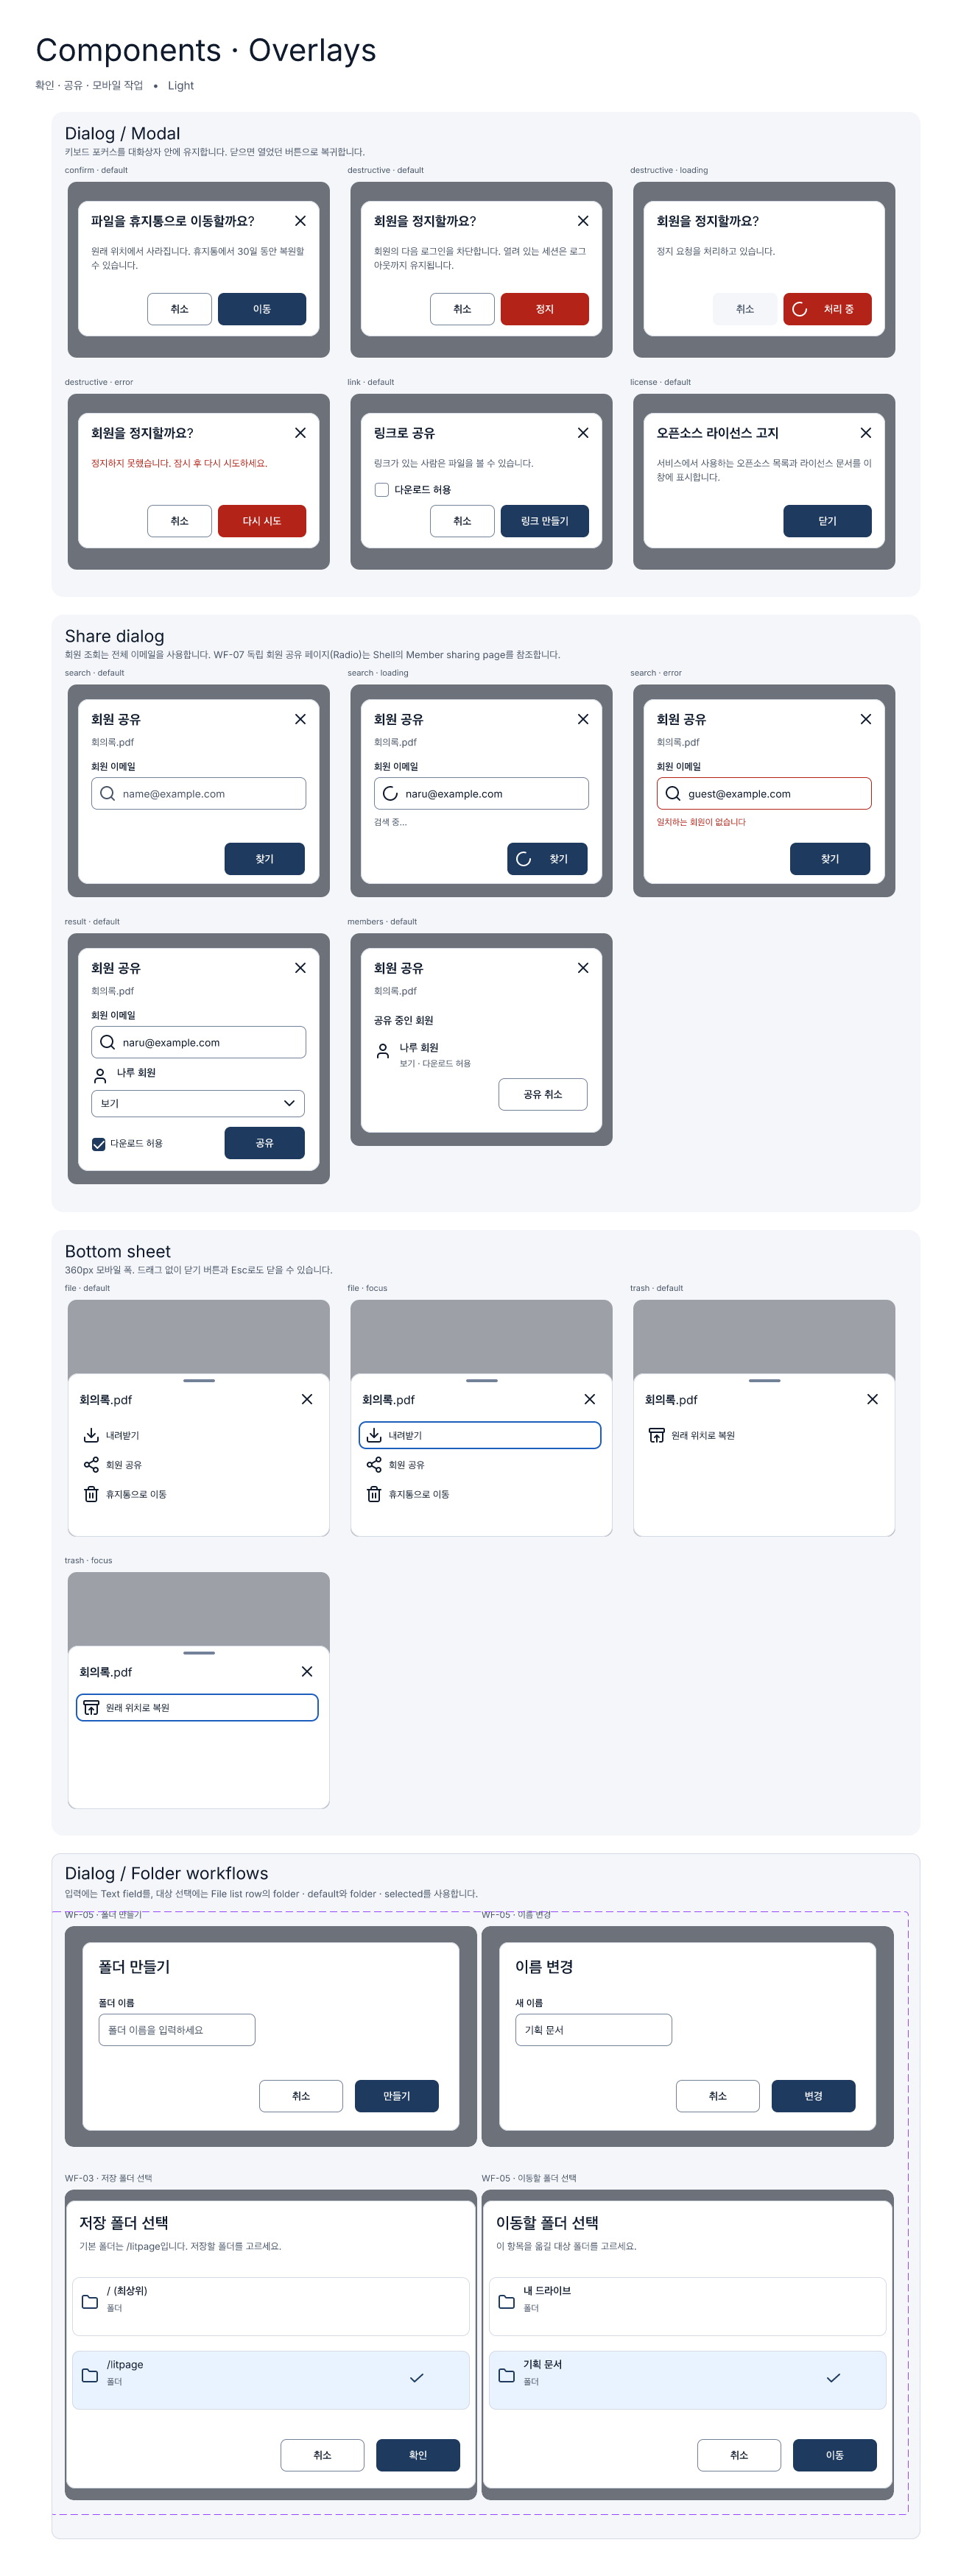 Components · Overlays
확인 · 공유 · 모바일 작업 • Light
Dialog / Modal
키보드 포커스를 대화상자 안에 유지합니다. 닫으면 열었던 버튼으로 복귀합니다.
confirm · default
파일을 휴지통으로 이동할까요?
원래 위치에서 사라집니다. 휴지통에서 30일 동안 복원할
수 있습니다.
취소
이동
destructive · default
회원을 정지할까요?
회원의 다음 로그인을 차단합니다. 열려 있는 세션은 로그
아웃까지 유지됩니다.
취소
정지
destructive · loading
회원을 정지할까요?
정지 요청을 처리하고 있습니다.
취소
처리 중
destructive · error
회원을 정지할까요?
정지하지 못했습니다. 잠시 후 다시 시도하세요.
취소
다시 시도
link · default
링크로 공유
링크가 있는 사람은 파일을 볼 수 있습니다.
다운로드 허용
취소
링크 만들기
license · default
오픈소스 라이선스 고지
서비스에서 사용하는 오픈소스 목록과 라이선스 문서를 이
창에 표시합니다.
닫기
Share dialog
회원 조회는 전체 이메일을 사용합니다. WF-07 독립 회원 공유 페이지(Radio)는 Shell의 Member sharing page를 참조합니다.
search · default
회원 공유
회의록.pdf
회원 이메일
name@example.com
찾기
search · loading
회원 공유
회의록.pdf
회원 이메일
naru@example.com
검색 중...
찾기
search · error
회원 공유
회의록.pdf
회원 이메일
guest@example.com
일치하는 회원이 없습니다
찾기
result · default
회원 공유
회의록.pdf
회원 이메일
naru@example.com
나루 회원
보기
다운로드 허용
공유
members · default
회원 공유
회의록.pdf
공유 중인 회원
나루 회원
보기 · 다운로드 허용
공유 취소
Bottom sheet
360px 모바일 폭. 드래그 없이 닫기 버튼과 Esc로도 닫을 수 있습니다.
file · default
회의록.pdf
내려받기
회원 공유
휴지통으로 이동
file · focus
회의록.pdf
내려받기
회원 공유
휴지통으로 이동
trash · default
회의록.pdf
원래 위치로 복원
trash · focus
회의록.pdf
원래 위치로 복원
Dialog / Folder workflows
입력에는 Text field를, 대상 선택에는 File list row의 folder · default와 folder · selected를 사용합니다.
WF-05 · 폴더 만들기
폴더 만들기
폴더 이름
폴더 이름을 입력하세요
취소
만들기
WF-05 · 이름 변경
이름 변경
새 이름
기획 문서
취소
변경
WF-03 · 저장 폴더 선택
저장 폴더 선택
기본 폴더는 /litpage입니다. 저장할 폴더를 고르세요.
/ (최상위)
폴더
/litpage
폴더
취소
확인
WF-05 · 이동할 폴더 선택
이동할 폴더 선택
이 항목을 옮길 대상 폴더를 고르세요.
내 드라이브
폴더
기획 문서
폴더
취소
이동